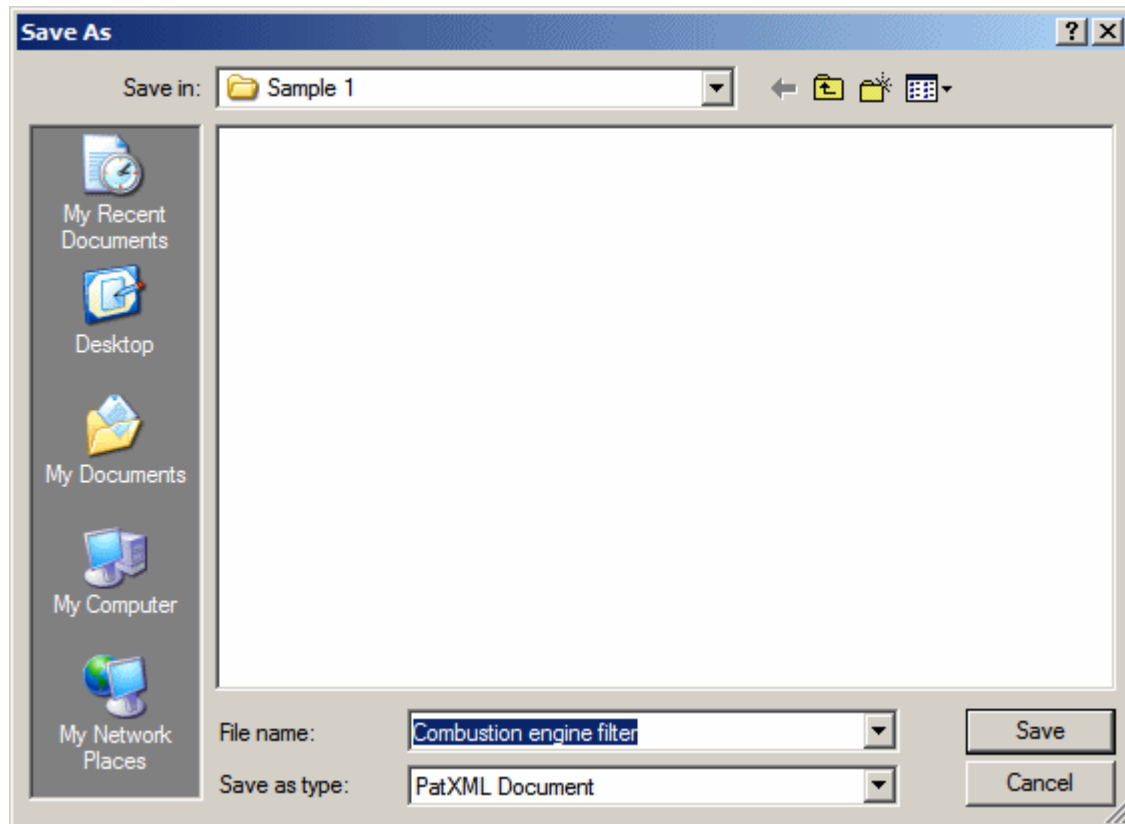 Save As
Save in:
Sample 1
My Recent
Documents
Desktop
My Documents
My Computer
My Network
Places
File name:
Combustion engine filter
Save
Save as type:
PatXML Document
Cancel